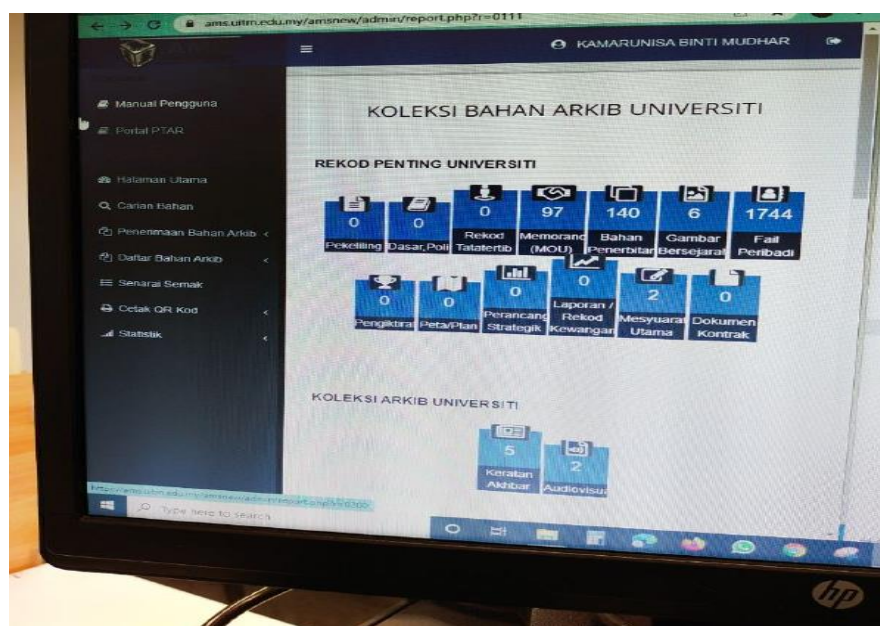 ams.uitm.edu.my/amsnew/admin/report.php?r=0111
KAMARUNISA BINTI MUDHAR
Manual Pengguna
Portal PTAR
Halaman Utama
Carian Bahan
Penerimaan Bahan Arkib
Daftar Bahan Arkib
Senarai Semak
Cetak QR Kod
Statistik
KOLEKSI BAHAN ARKIB UNIVERSITI
REKOD PENTING UNIVERSITI
0
Pekeliling
0
Dasar,Poli
0
Rekod
Tatatertib
97
Memorand
(MOU)
140
Bahan
Penerbitan
6
Gambar
Bersejarah
1744
Fail
Peribadi
0
Pengiktira
0
Peta/Plan
0
Perancang
Strategik
0
Laporan /
Rekod
Kewangan
2
Mesyuarat
Utama
0
Dokumen
Kontrak
KOLEKSI ARKIB UNIVERSITI
5
Keratan
Akhbar
2
Audiovisua
Type here to search
hp